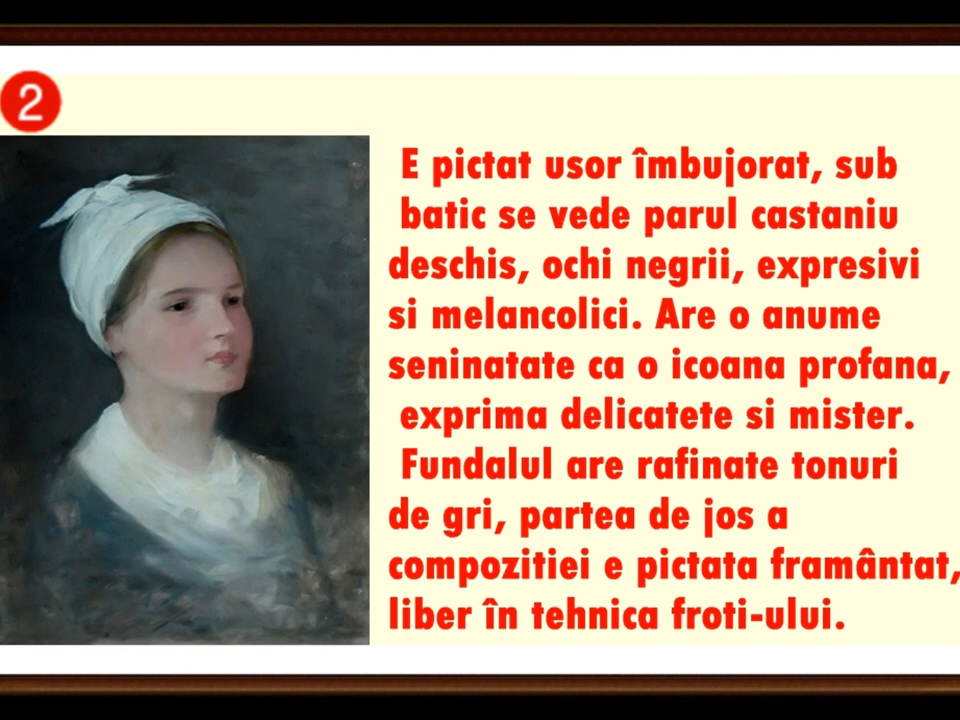 2
E pictat usor îmbujorat, sub
batic se vede parul castaniu
deschis, ochi negrii, expresivi
si melancolici. Are o anume
seninatate ca o icoana profana,
exprima delicatete si mister.
Fundalul are rafinate tonuri
de gri, partea de jos a
compozitiei e pictata framântat,
liber în tehnica froti-ului.